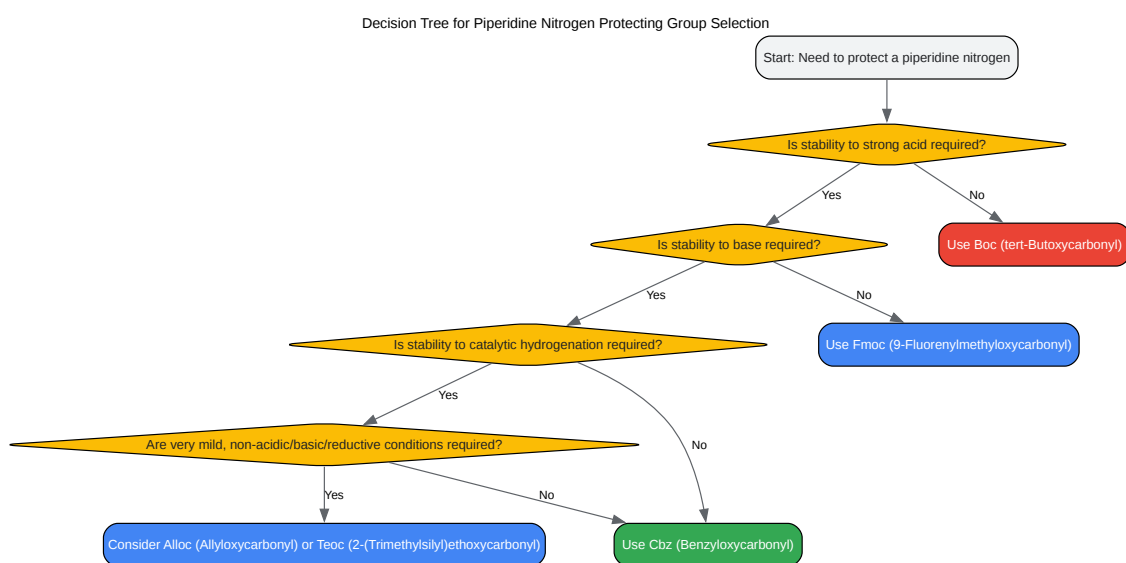 Decision Tree for Piperidine Nitrogen Protecting Group Selection
Start: Need to protect a piperidine nitrogen
Is stability to strong acid required?
Yes
No
Is stability to base required?
Use Boc (tert-Butoxycarbonyl)
Yes
No
Is stability to catalytic hydrogenation required?
Use Fmoc (9-Fluorenylmethyloxycarbonyl)
Yes
No
Are very mild, non-acidic/basic/reductive conditions required?
Yes
No
Consider Alloc (Allyloxycarbonyl) or Teoc (2-(Trimethylsilyl)ethoxycarbonyl)
Use Cbz (Benzyloxycarbonyl)